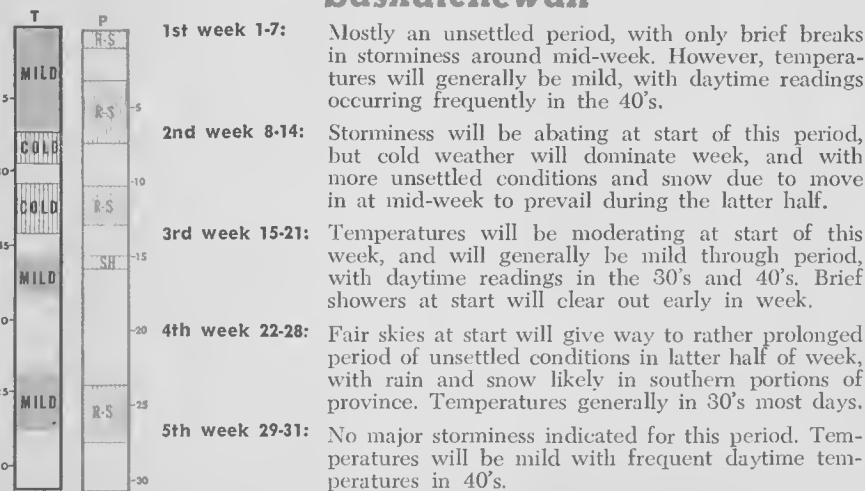 Saskatchewan
T
P
MILD
COLD
COLD
MILD
MILD
R-S
R-S
R-S
SH
R-S
-5
-10
-15
-20
-25
-30
1st week 1-7: Mostly an unsettled period, with only brief breaks
in storminess around mid-week. However, tempera-
tures will generally be mild, with daytime readings
occurring frequently in the 40's.
2nd week 8-14: Storminess will be abating at start of this period,
but cold weather will dominate week, and with
more unsettled conditions and snow due to move
in at mid-week to prevail during the latter half.
3rd week 15-21: Temperatures will be moderating at start of this
week, and will generally be mild through period,
with daytime readings in the 30's and 40's. Brief
showers at start will clear out early in week.
4th week 22-28: Fair skies at start will give way to rather prolonged
period of unsettled conditions in latter half of week,
with rain and snow likely in southern portions of
province. Temperatures generally in 30's most days.
5th week 29-31: No major storminess indicated for this period. Tem-
peratures will be mild with frequent daytime tem-
peratures in 40's.